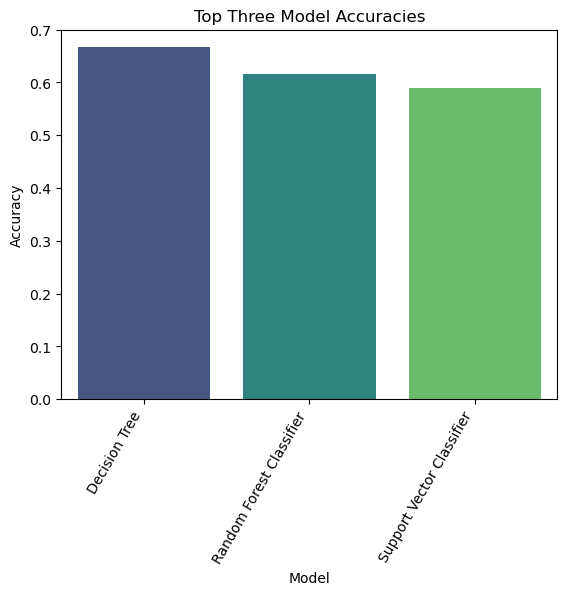 Top Three Model Accuracies
Accuracy
0.7
0.6
0.5
0.4
0.3
0.2
0.1
0.0
Decision Tree
Random Forest Classifier
Support Vector Classifier
Model